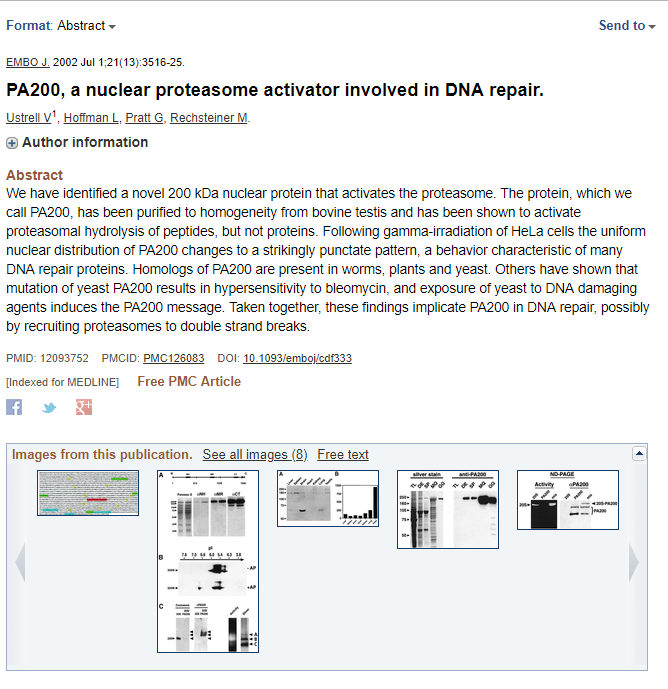 Format: Abstract
Send to
EMBO J. 2002 Jul 1;21(13):3516-25.
PA200, a nuclear proteasome activator involved in DNA repair.
Ustrell V1, Hoffman L, Pratt G, Rechsteiner M.
Author information
Abstract
We have identified a novel 200 kDa nuclear protein that activates the proteasome. The protein, which we
call PA200, has been purified to homogeneity from bovine testis and has been shown to activate
proteasomal hydrolysis of peptides, but not proteins. Following gamma-irradiation of HeLa cells the uniform
nuclear distribution of PA200 changes to a strikingly punctate pattern, a behavior characteristic of many
DNA repair proteins. Homologs of PA200 are present in worms, plants and yeast. Others have shown that
mutation of yeast PA200 results in hypersensitivity to bleomycin, and exposure of yeast to DNA damaging
agents induces the PA200 message. Taken together, these findings implicate PA200 in DNA repair, possibly
by recruiting proteasomes to double strand breaks.
PMID: 12093752 PMCID: PMC126083 DOI: 10.1093/emboj/cdf333
[Indexed for MEDLINE] Free PMC Article
Images from this publication. See all images (8) Free text
A
B
C
pI
A B
silver stain anti-PA200
ND-PAGE
Activity αPA200
20S
20S-PA200
PA200